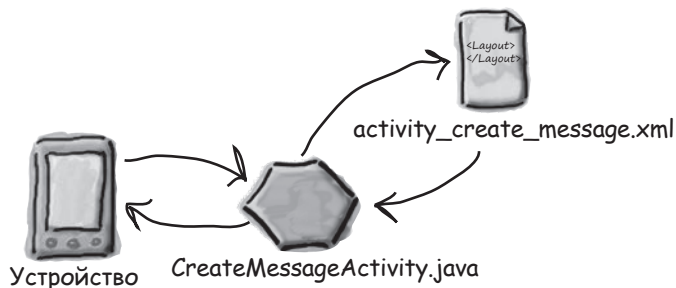 <Layout>
</Layout>
activity_create_message.xml
Устройство
CreateMessageActivity.java